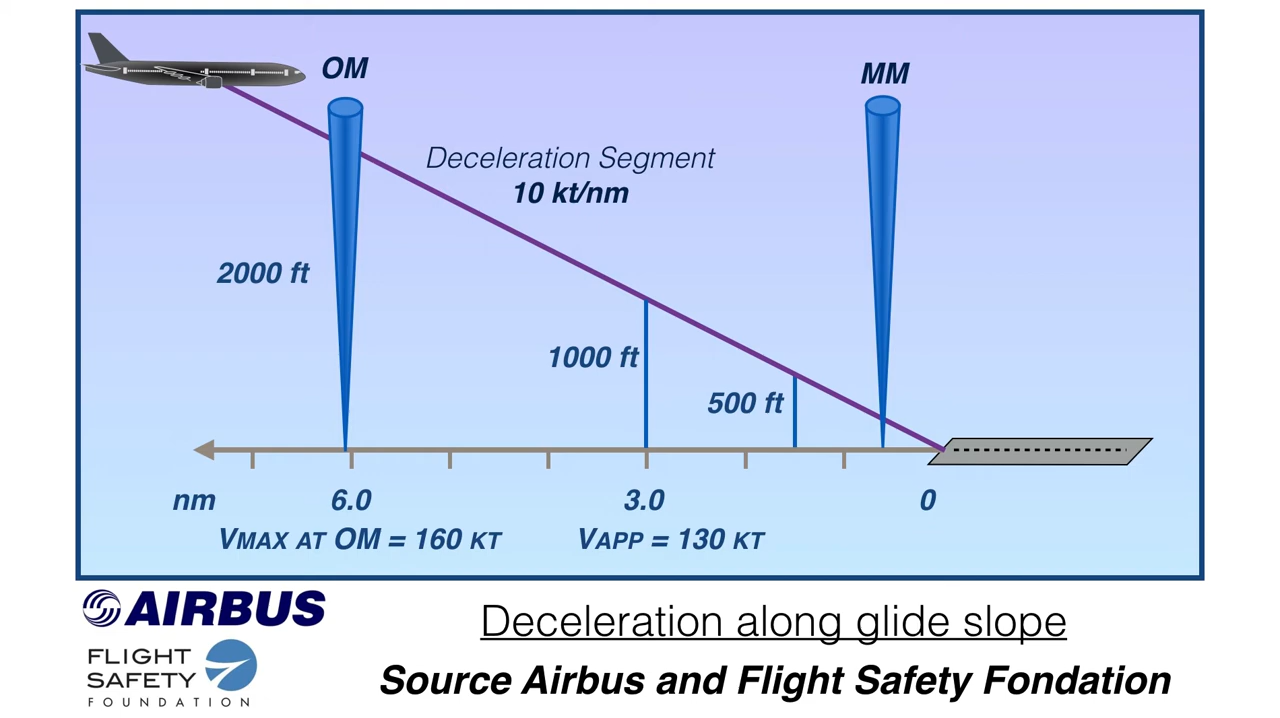 OM
MM
Deceleration Segment
10 kt/nm
2000 ft
1000 ft
500 ft
nm 6.0 3.0 0
VMAX AT OM = 160 KT VAPP = 130 KT
AIRBUS
FLIGHT
SAFETY
FOUNDATION
Deceleration along glide slope
Source Airbus and Flight Safety Fondation